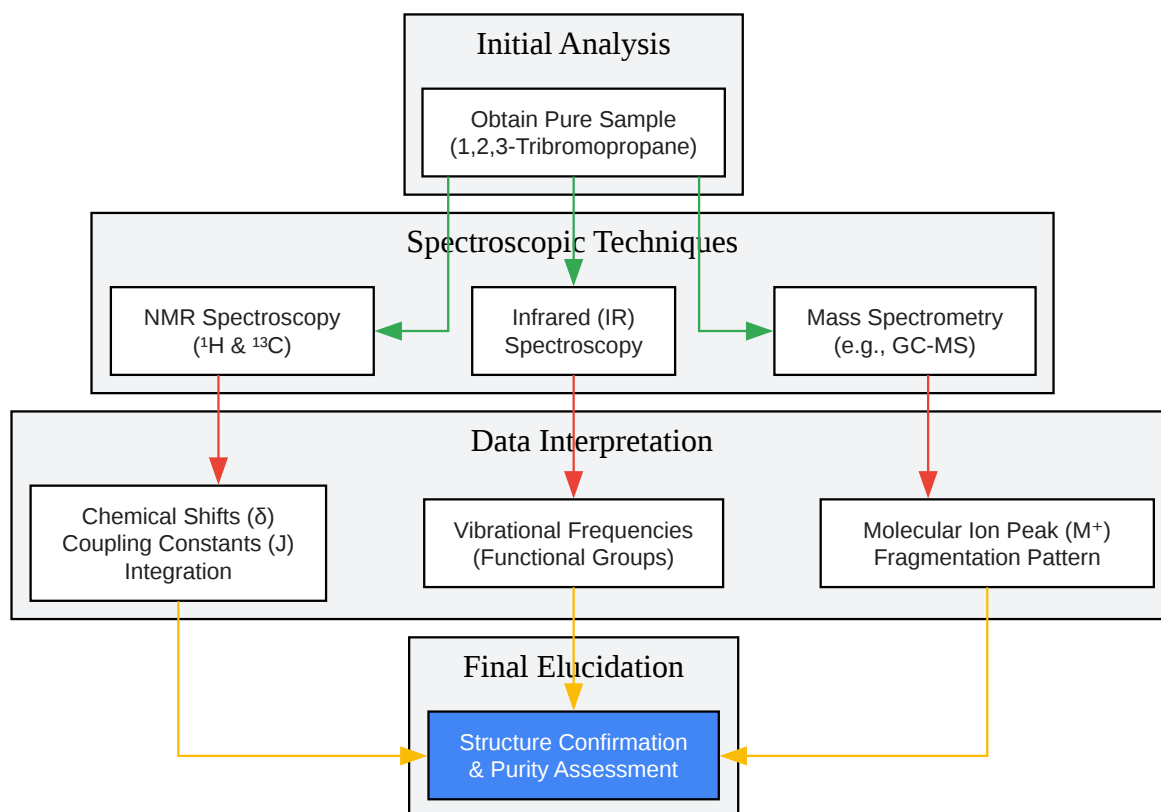 Initial Analysis
Obtain Pure Sample
(1,2,3-Tribromopropane)
Spectroscopic Techniques
NMR Spectroscopy
(¹H & ¹³C)
Infrared (IR)
Spectroscopy
Mass Spectrometry
(e.g., GC-MS)
Data Interpretation
Chemical Shifts (δ)
Coupling Constants (J)
Integration
Vibrational Frequencies
(Functional Groups)
Molecular Ion Peak (M⁺)
Fragmentation Pattern
Final Elucidation
Structure Confirmation
& Purity Assessment